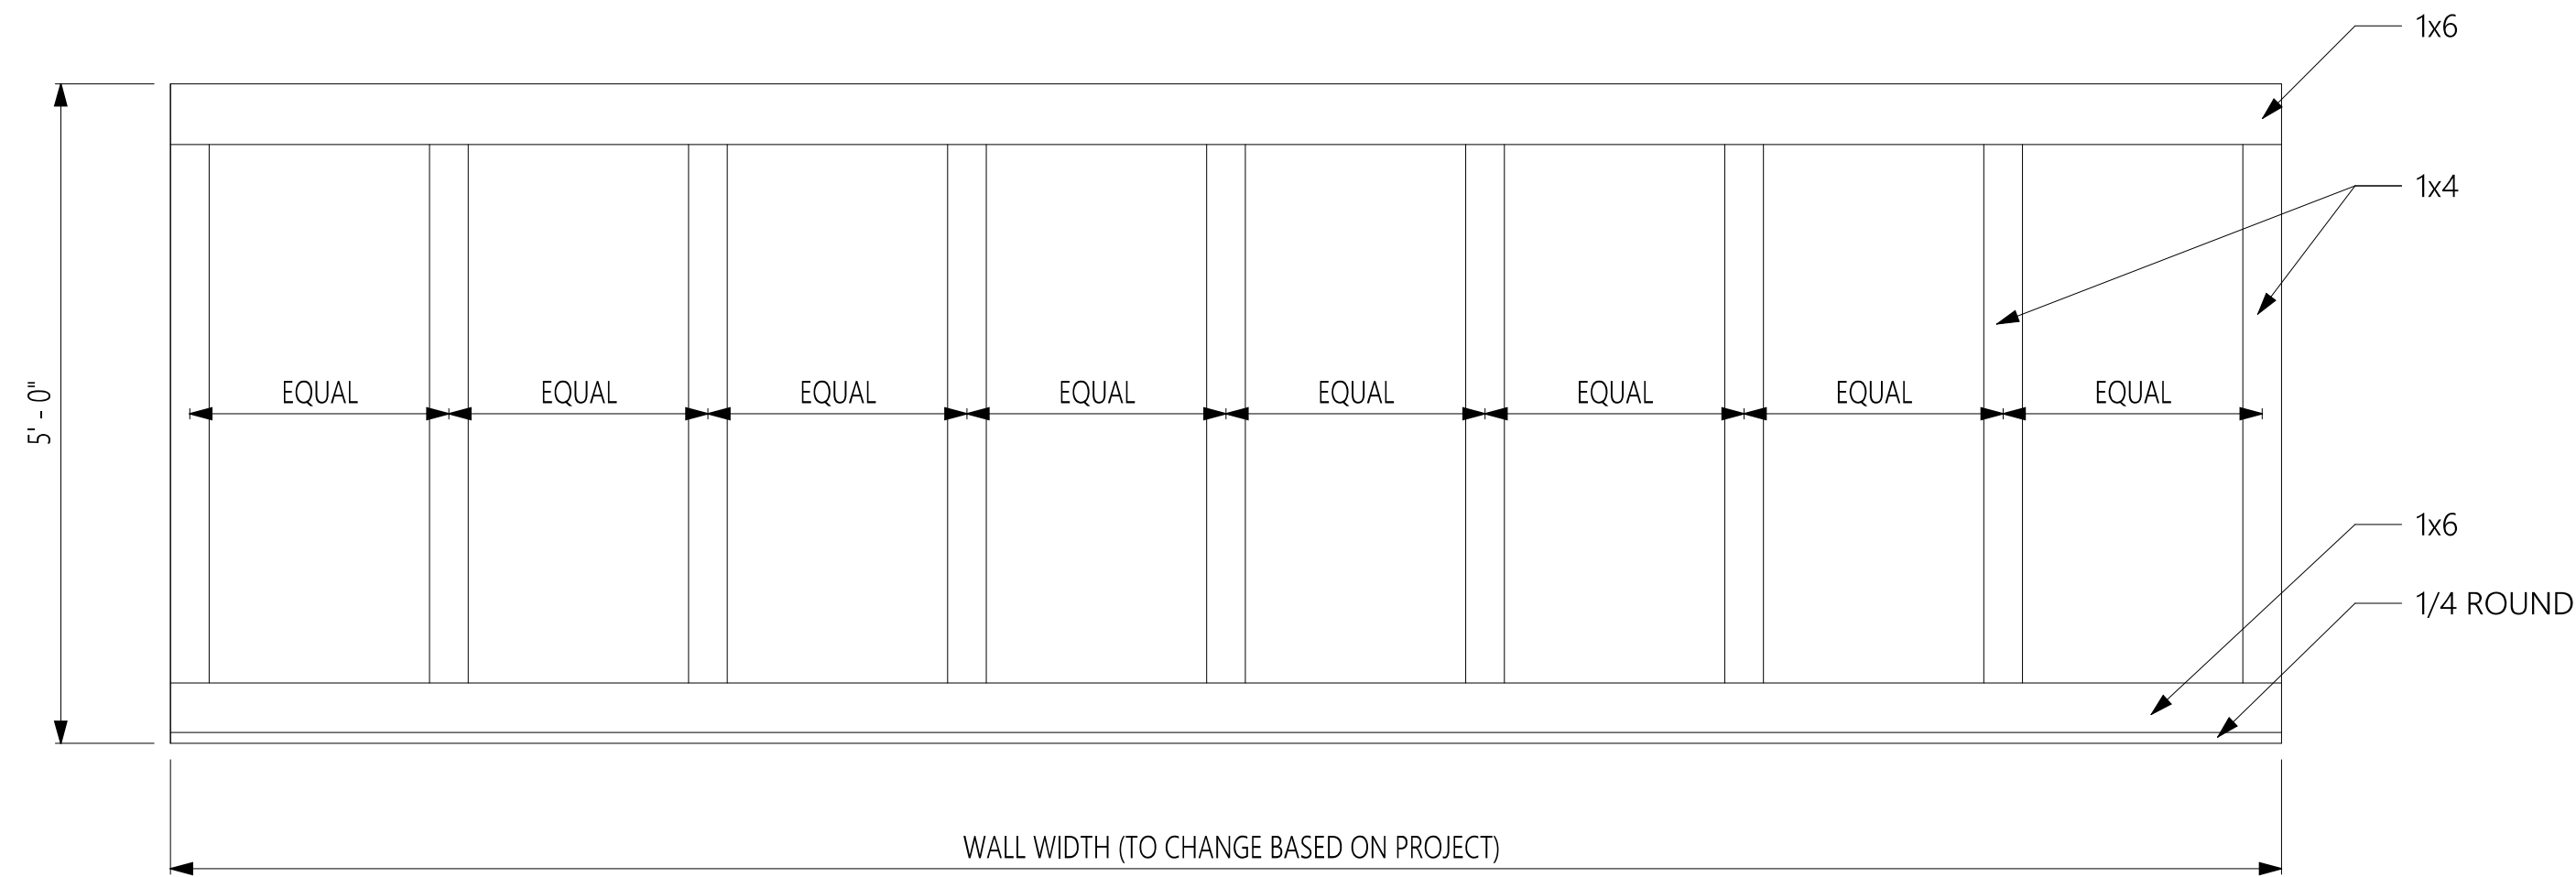 1x6
1x4
EQUAL EQUAL EQUAL EQUAL EQUAL EQUAL EQUAL EQUAL
5' - 0"
1x6
1/4 ROUND
WALL WIDTH (TO CHANGE BASED ON PROJECT)